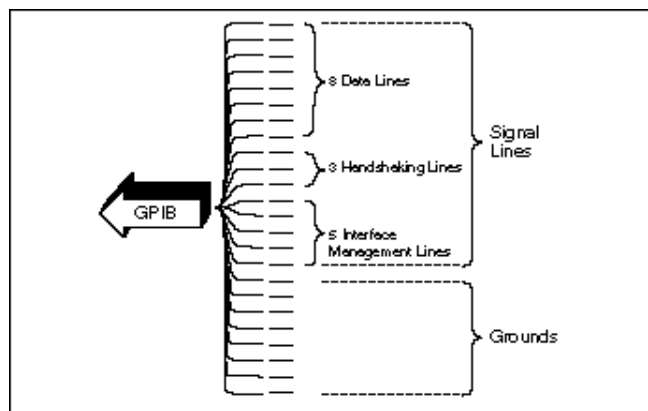 8 Data Lines
Signal
Lines
3 Handshaking Lines
GPIB
5 Interface
Management Lines
Grounds